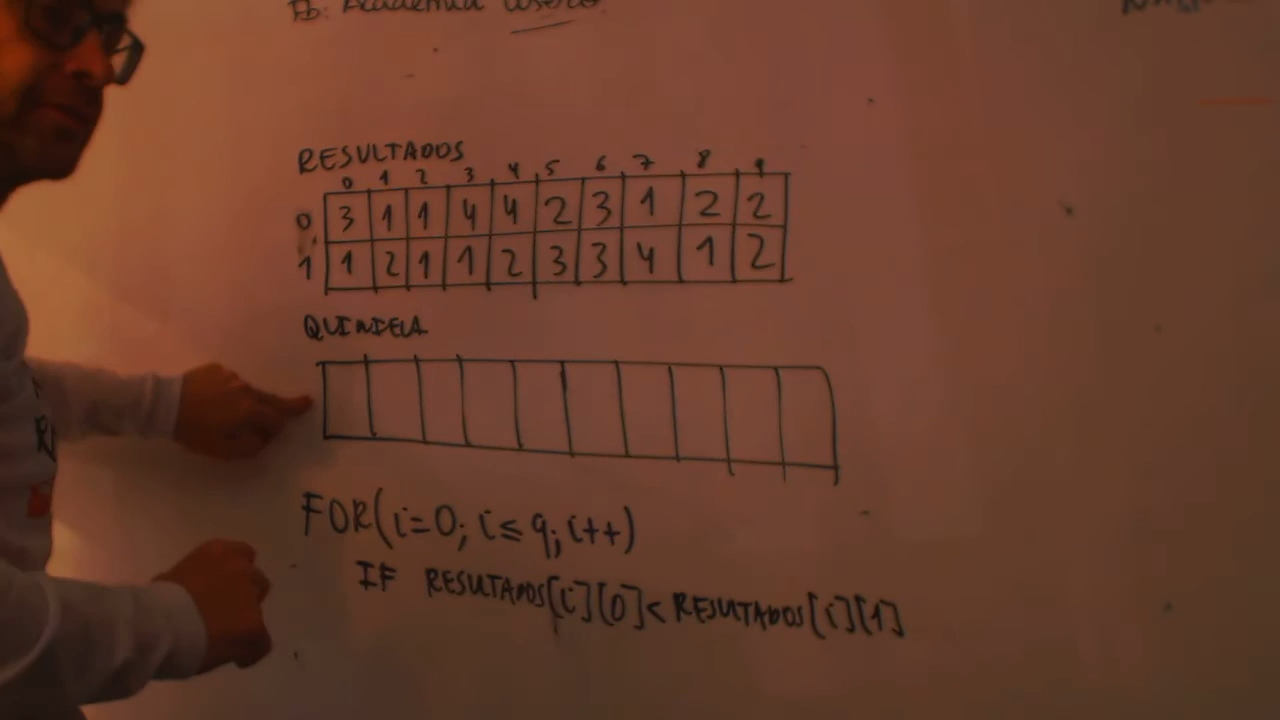 Fb: Academia
RESULTADOS
0 1 2 3 4 5 6 7 8 9
0 3 1 1 4 4 2 3 1 2 2
1 1 2 1 1 2 3 3 4 1 2
QUINIELA
FOR(i=0; i≤9; i++)
IF RESULTADOS[i][0]<RESULTADOS[i][1]